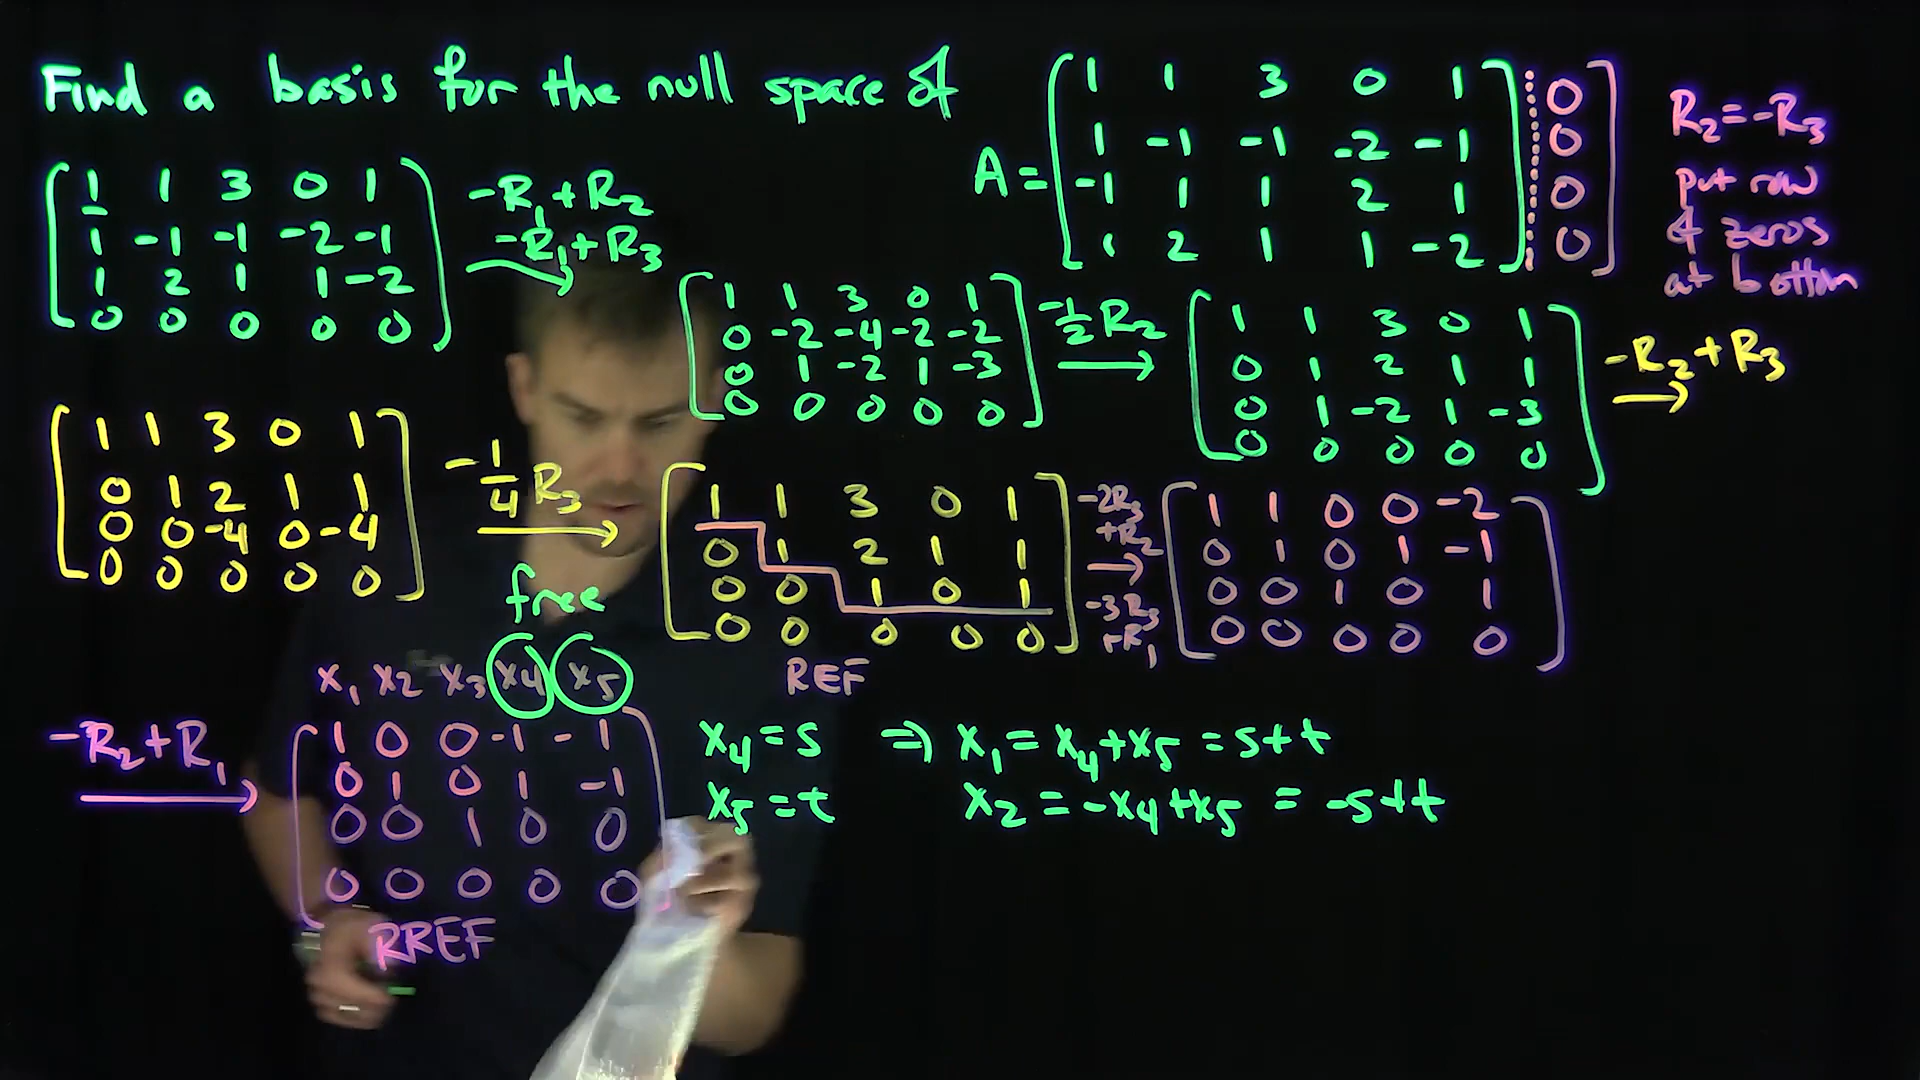 Find a basis for the null space of
A =
1 1 3 0 1 0
1 -1 -1 -2 -1 0
-1 1 1 2 1 0
1 2 1 1 -2 0
R2 = -R3
put row
of zeros
at bottom
1 1 3 0 1
1 -1 -1 -2 -1
1 2 1 1 -2
0 0 0 0 0
-R1+R2
-R1+R3
1 1 3 0 1
0 -2 -4 -2 -2
0 1 -2 1 -3
0 0 0 0 0
-1/2 R2
1 1 3 0 1
0 1 2 1 1
0 1 -2 1 -3
0 0 0 0 0
-R2+R3
1 1 3 0 1
0 1 2 1 1
0 0 -4 0 -4
0 0 0 0 0
-1/4 R3
1 1 3 0 1
0 1 2 1 1
0 0 1 0 1
0 0 0 0 0
REF
-2R3
+R2
-3R3
+R1
1 1 0 0 -2
0 1 0 1 -1
0 0 1 0 1
0 0 0 0 0
-R2+R1
free
x1 x2 x3 x4 x5
1 0 0 -1 -1
0 1 0 1 -1
0 0 1 0 0
0 0 0 0 0
RREF
x4 = s ⇒ x1 = x4+x5 = s+t
x5 = t x2 = -x4+x5 = -s+t